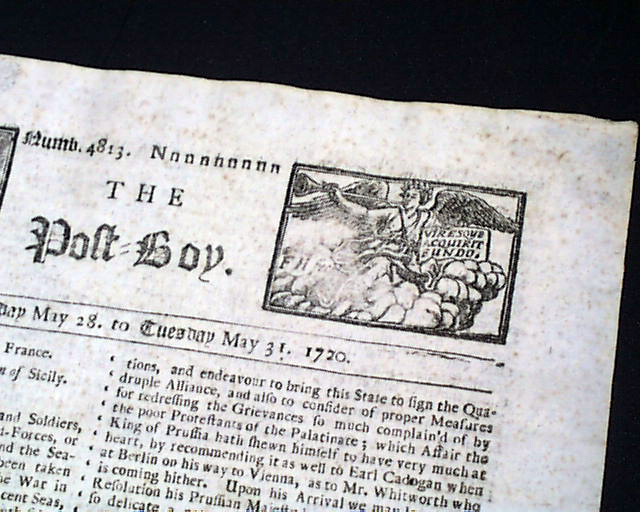 Numb. 4813. Nnnnnnnnn
THE
Post-Boy.
VIRESQUE
ACQUIRIT
EUNDO.
FH
day May 28. to Tuesday May 31. 1720.
France.
n of Sicily.
and Soldiers,
t-Forces, or
nd the Sea-
been taken
he War in
cent Seas,
tions, and endeavour to bring this State to sign the Qua-
druple Alliance, and also to consider of proper Measures
for redressing the Grievances so much complain'd of by
the poor Protestants of the Palatinate; which Affair the
King of Prussia hath shewn himself to have very much at
heart, by recommending it as well to Earl Cadogan when
at Berlin on his way to Vienna, as to Mr. Whitworth who
is coming hither. Upon his Arrival we may
Resolution his Prussian
so delicate a